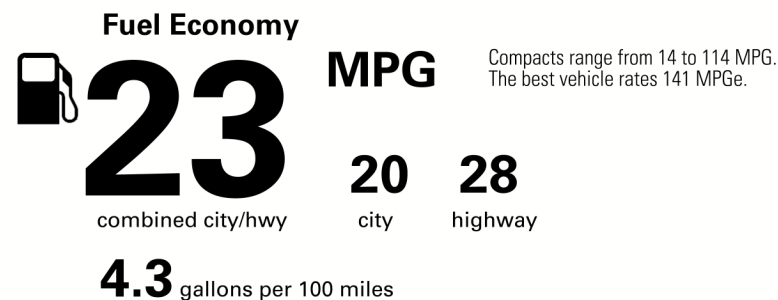 Fuel Economy
23 MPG
Compacts range from 14 to 114 MPG.
The best vehicle rates 141 MPGe.
combined city/hwy
20
city
28
highway
4.3 gallons per 100 miles